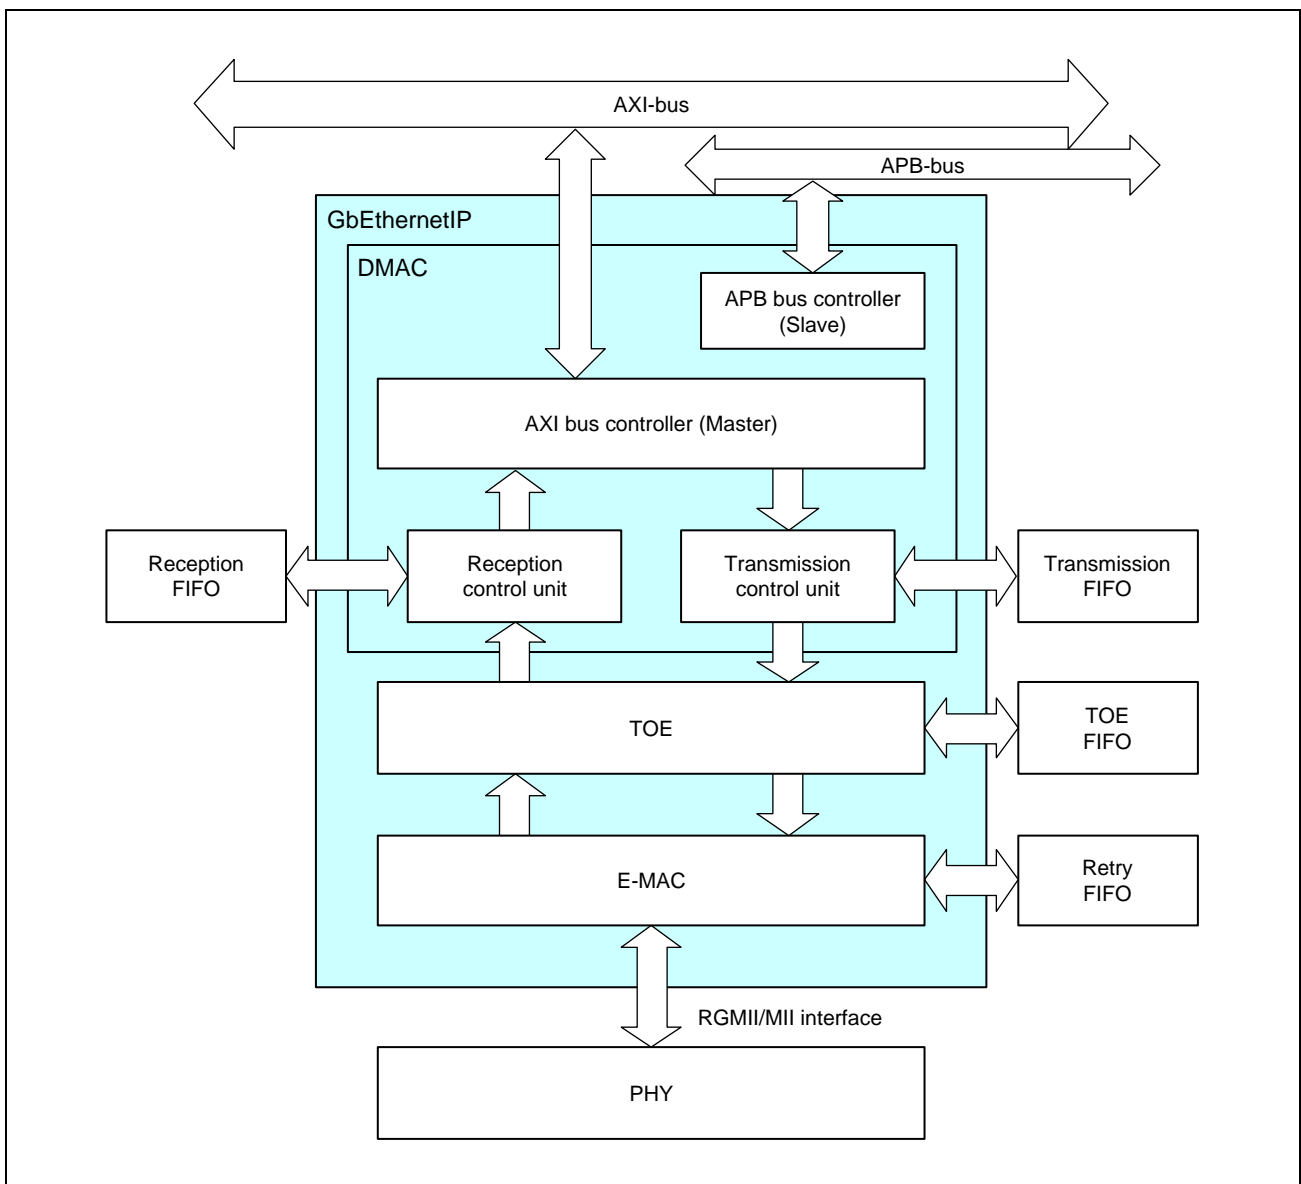 AXI-bus
APB-bus
GbEthernetIP
DMAC
APB bus controller
(Slave)
AXI bus controller (Master)
Reception
FIFO
Reception
control unit
Transmission
control unit
Transmission
FIFO
TOE
TOE
FIFO
E-MAC
Retry
FIFO
RGMII/MII interface
PHY